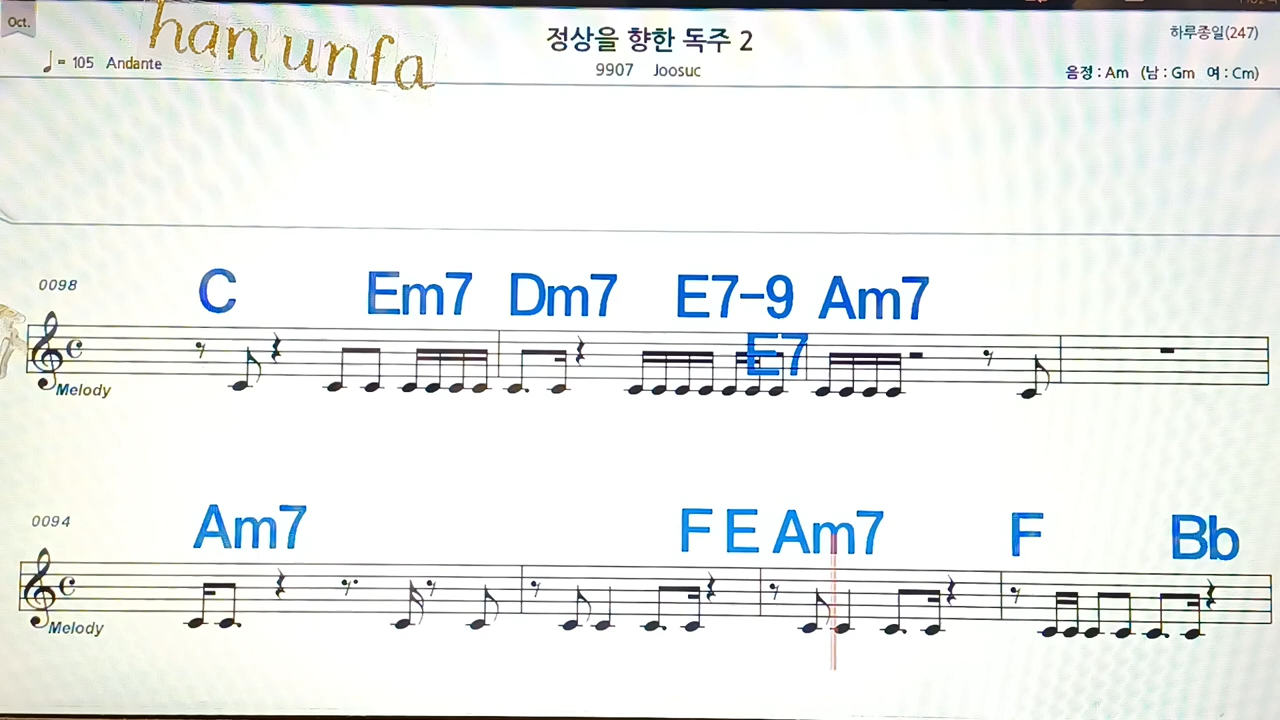 Oct.
han unfa
정상을 향한 독주 2
하루종일(247)
♩= 105 Andante
9907 Joosuc
음정 : Am (남 : Gm 여 : Cm)
0098
C Em7 Dm7 E7-9 Am7
E7
Melody
0094
Am7 F E Am7 F Bb
Melody